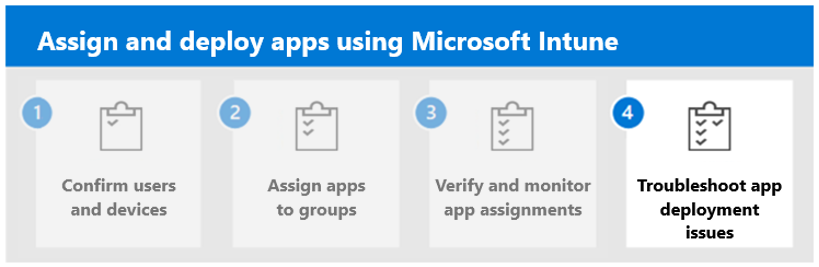 Assign and deploy apps using Microsoft Intune
1
Confirm users
and devices
2
Assign apps
to groups
3
Verify and monitor
app assignments
4
Troubleshoot app
deployment
issues